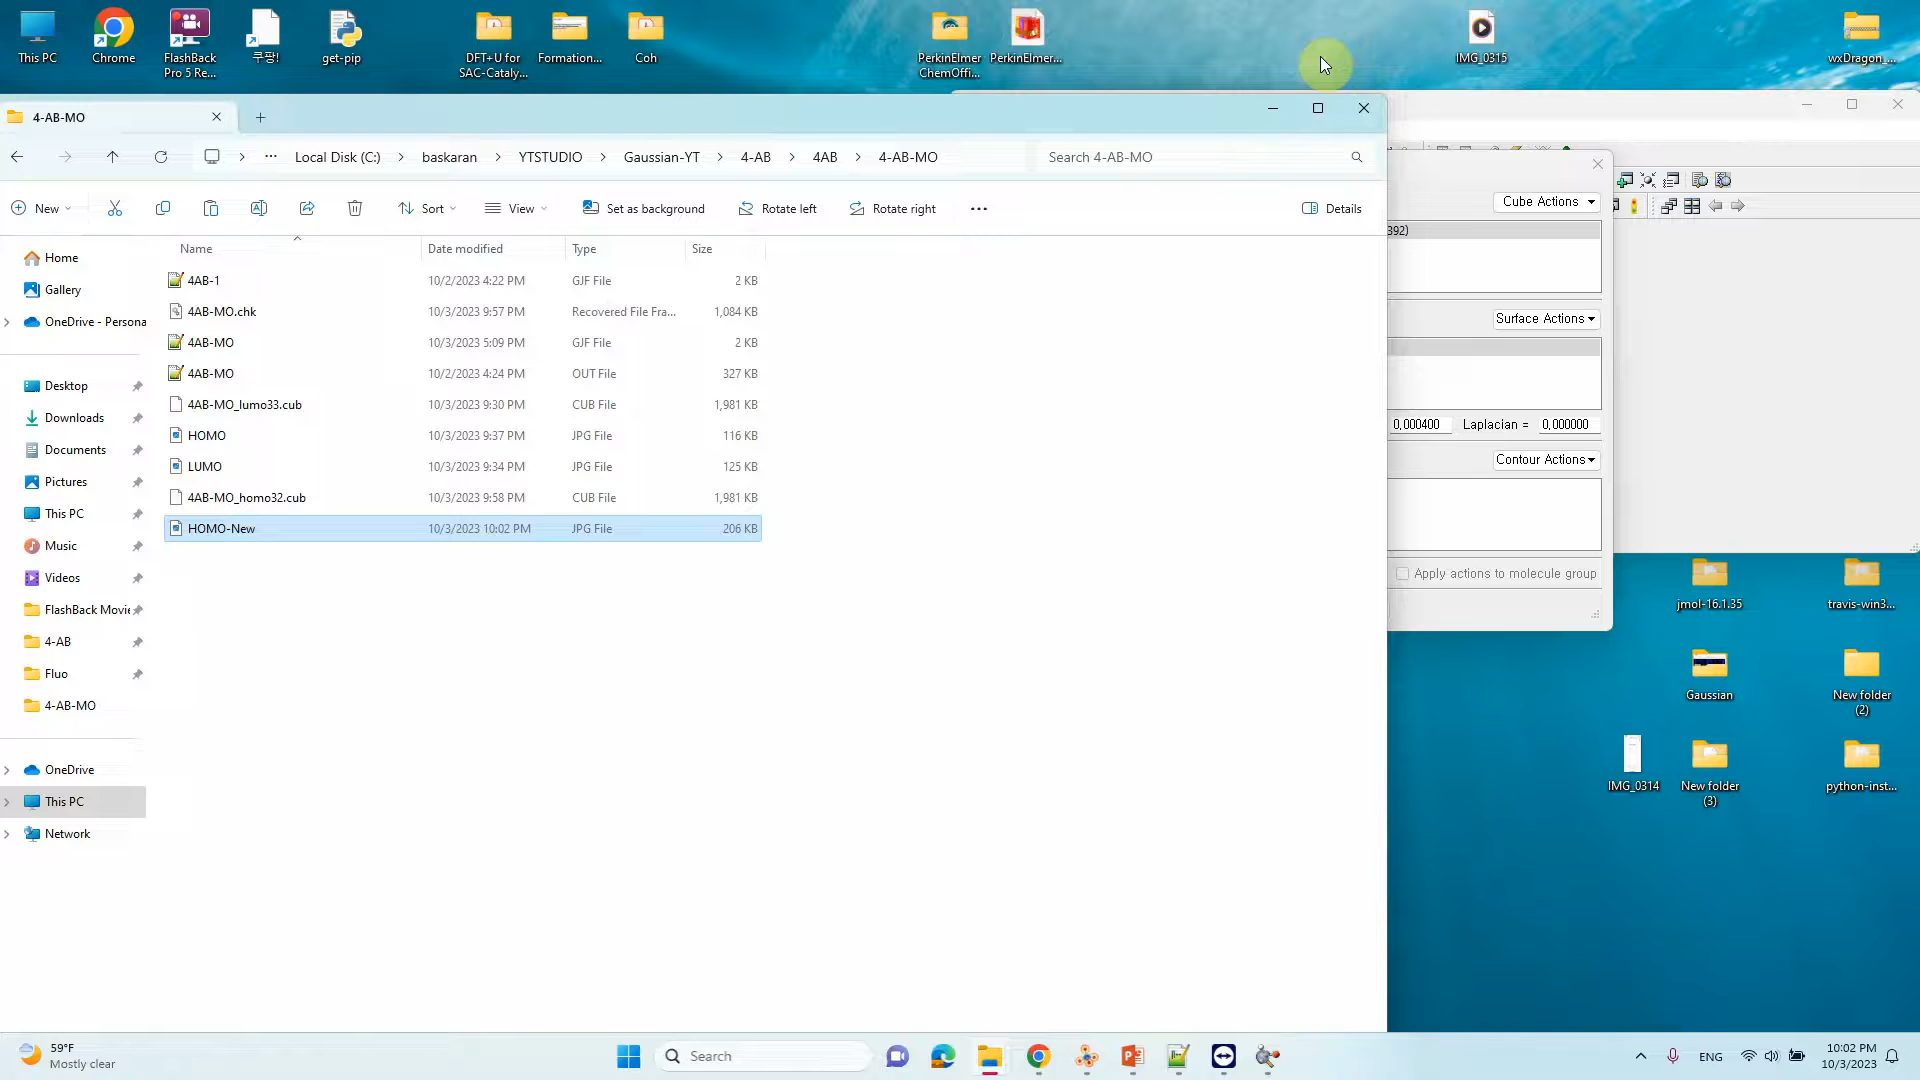 This PC
Chrome
FlashBack
Pro 5 Re...
쿠팡!
get-pip
DFT+U for
SAC-Cataly...
Formation...
Coh
PerkinElmer
ChemOffi...
PerkinElmer...
IMG_0315
wxDragon_...
4-AB-MO
Local Disk (C:)
baskaran
YTSTUDIO
Gaussian-YT
4-AB
4AB
4-AB-MO
Search 4-AB-MO
New
Sort
View
Set as background
Rotate left
Rotate right
Details
Name Date modified Type Size
4AB-1 10/2/2023 4:22 PM GJF File 2 KB
4AB-MO.chk 10/3/2023 9:57 PM Recovered File Fra... 1,084 KB
4AB-MO 10/3/2023 5:09 PM GJF File 2 KB
4AB-MO 10/2/2023 4:24 PM OUT File 327 KB
4AB-MO_lumo33.cub 10/3/2023 9:30 PM CUB File 1,981 KB
HOMO 10/3/2023 9:37 PM JPG File 116 KB
LUMO 10/3/2023 9:34 PM JPG File 125 KB
4AB-MO_homo32.cub 10/3/2023 9:58 PM CUB File 1,981 KB
HOMO-New 10/3/2023 10:02 PM JPG File 206 KB
Home
Gallery
OneDrive - Persona
Desktop
Downloads
Documents
Pictures
This PC
Music
Videos
FlashBack Movie
4-AB
Fluo
4-AB-MO
OneDrive
This PC
Network
Cube Actions
392)
Surface Actions
0,000400 Laplacian = 0,000000
Contour Actions
Apply actions to molecule group
jmol-16.1.35
travis-win3...
Gaussian
New folder
(2)
IMG_0314
New folder
(3)
python-inst...
59°F
Mostly clear
Search
ENG
10:02 PM
10/3/2023